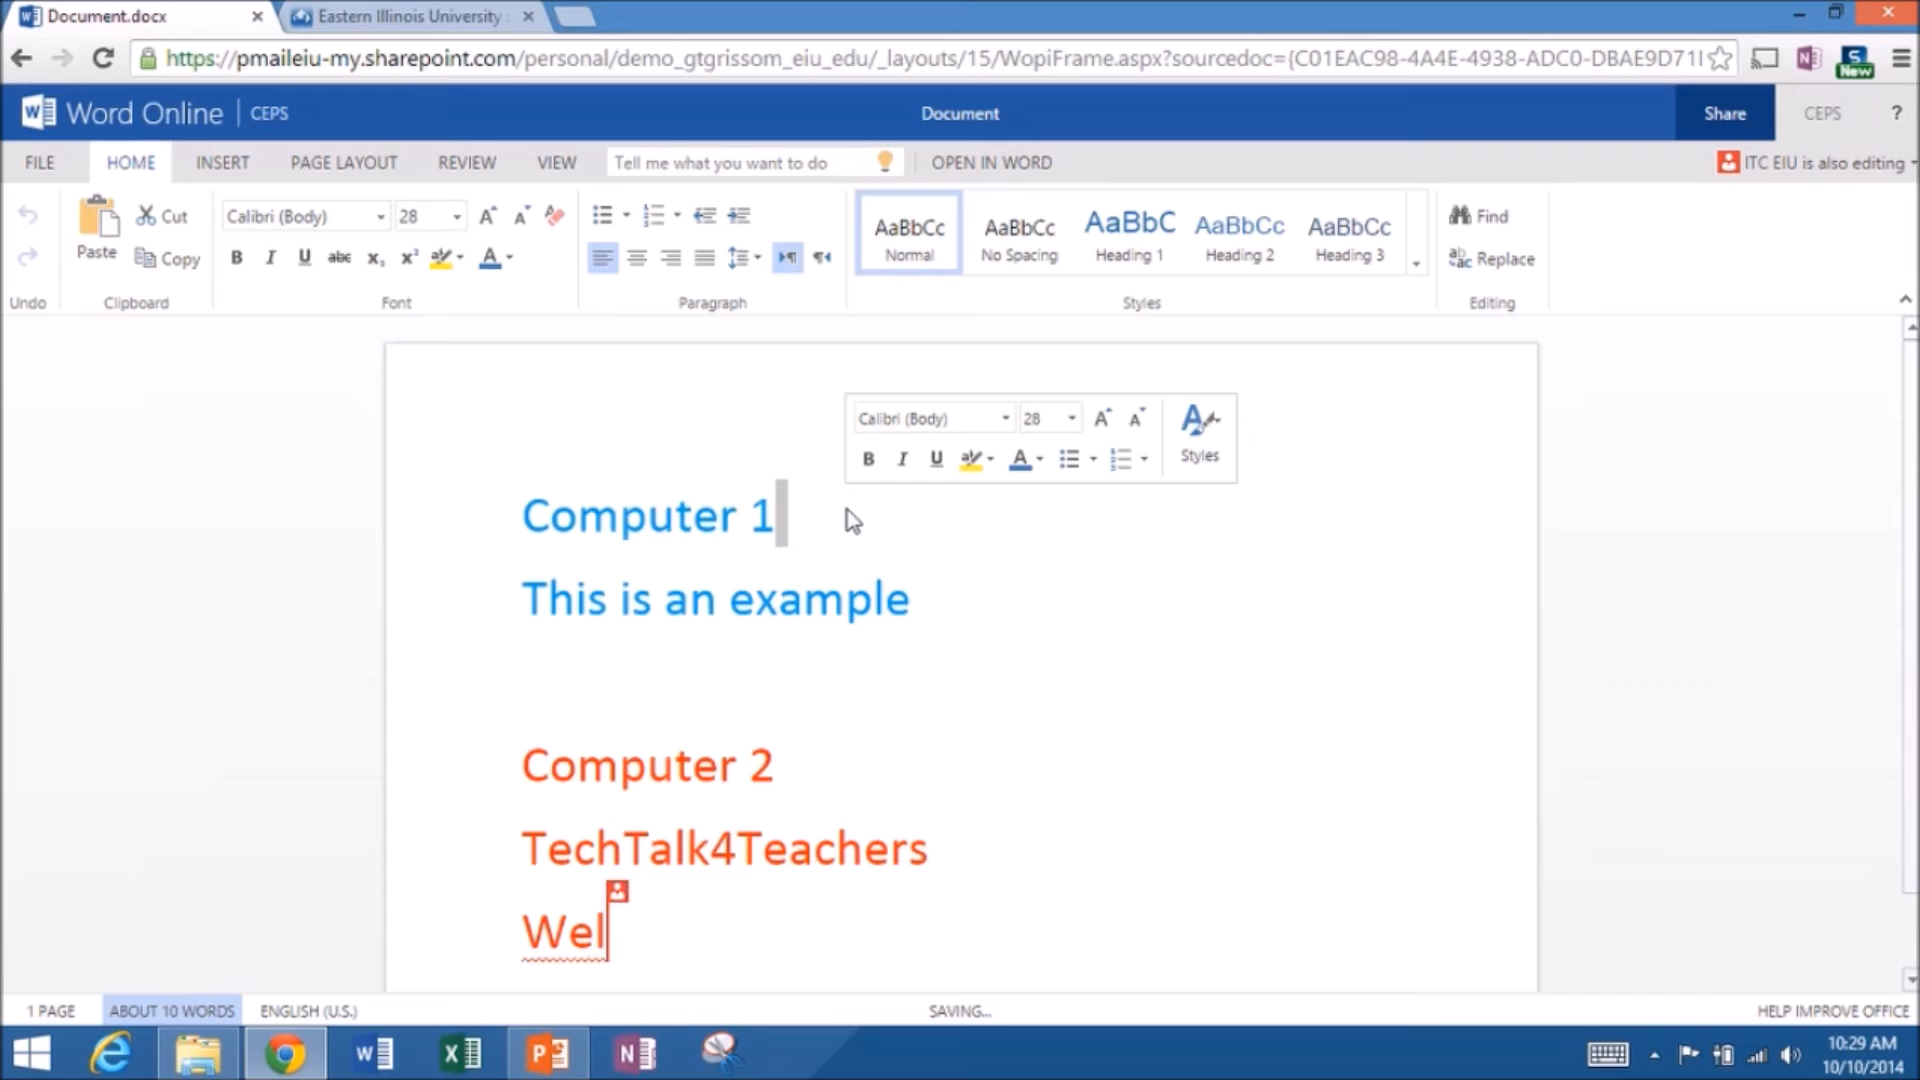 Document.docx
Eastern Illinois University
https://pmaileiu-my.sharepoint.com/personal/demo_gtgrissom_eiu_edu/_layouts/15/WopiFrame.aspx?sourcedoc={C01EAC98-4A4E-4938-ADC0-DBAE9D71
New
Word Online CEPS Document Share CEPS ?
FILE HOME INSERT PAGE LAYOUT REVIEW VIEW Tell me what you want to do OPEN IN WORD ITC EIU is also editing
Paste Cut Copy
Calibri (Body) 28
B I U abc
AaBbCc AaBbCc AaBbC AaBbCc AaBbCc
Normal No Spacing Heading 1 Heading 2 Heading 3
Find
Replace
Undo Clipboard Font Paragraph Styles Editing
Calibri (Body) 28
B I U Styles
Computer 1
This is an example
Computer 2
TechTalk4Teachers
Wel
1 PAGE ABOUT 10 WORDS ENGLISH (U.S.) SAVING... HELP IMPROVE OFFICE
10:29 AM
10/10/2014